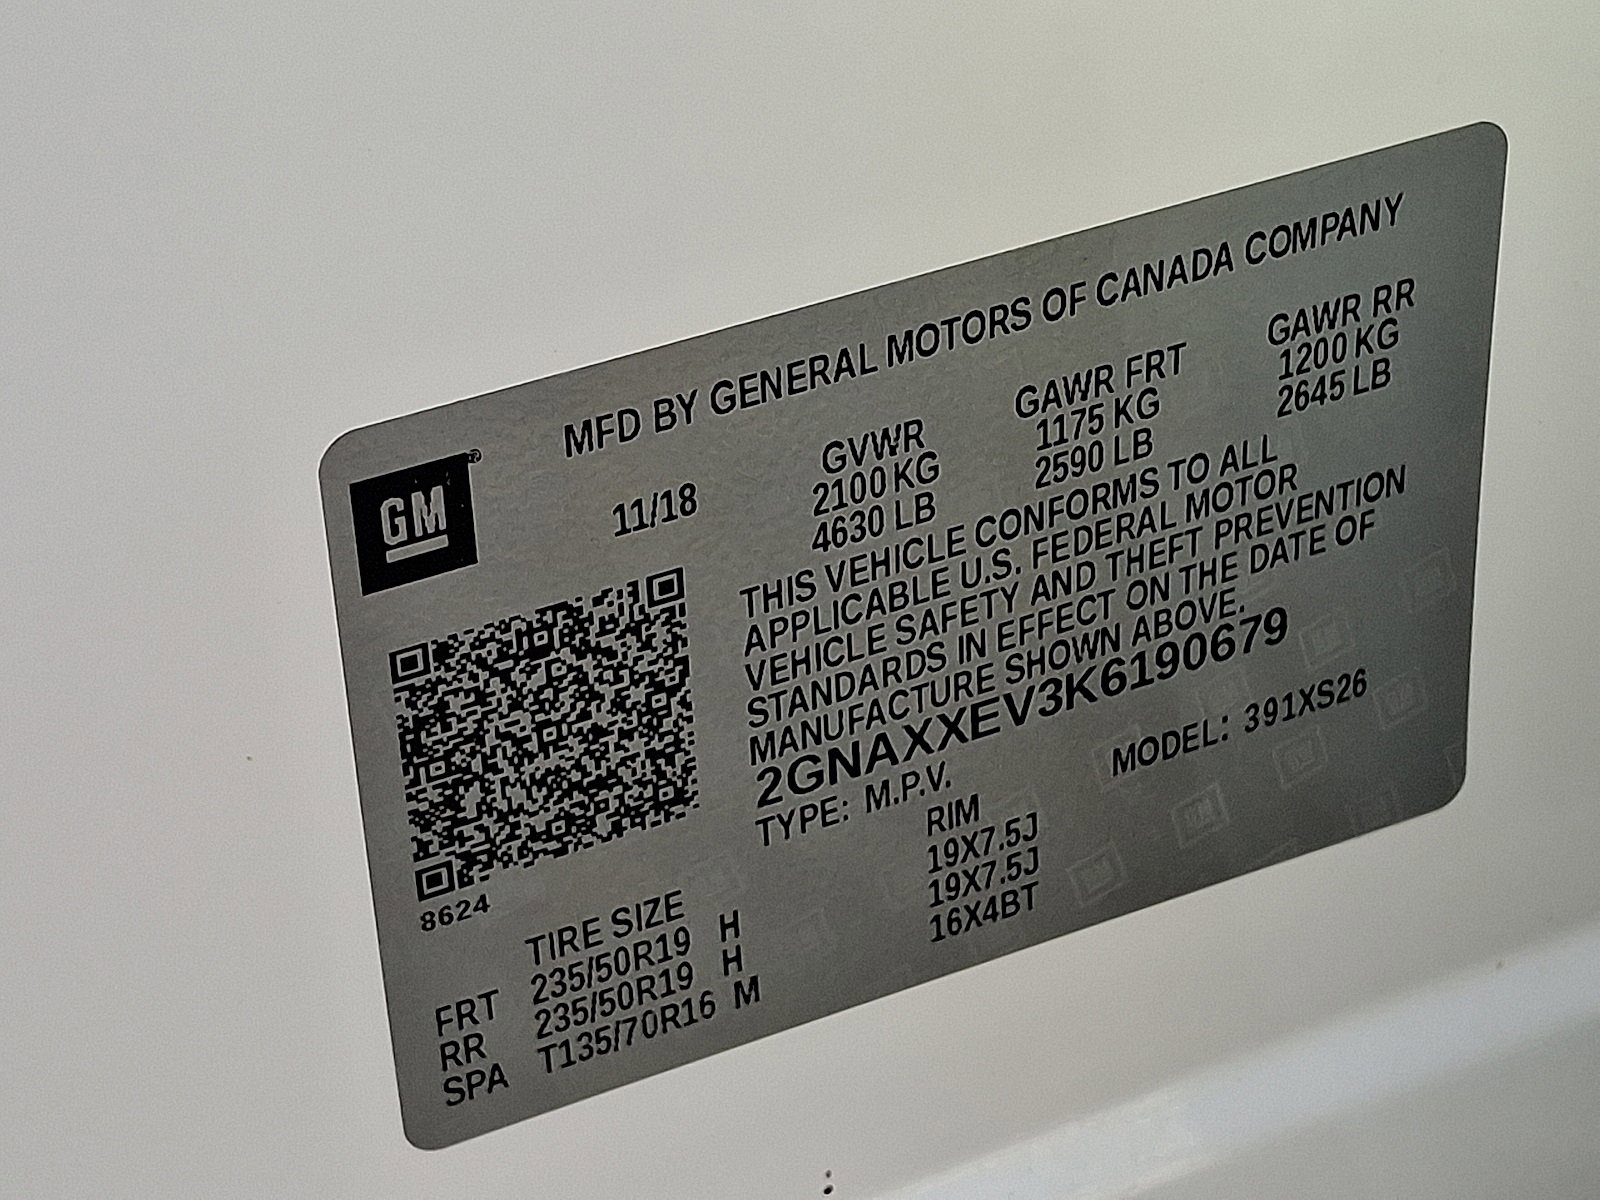 MFD BY GENERAL MOTORS OF CANADA COMPANY
GM®
11/18
GVWR GAWR FRT GAWR RR
2100 KG 1175 KG 1200 KG
4630 LB 2590 LB 2645 LB
THIS VEHICLE CONFORMS TO ALL
APPLICABLE U.S. FEDERAL MOTOR
VEHICLE SAFETY AND THEFT PREVENTION
STANDARDS IN EFFECT ON THE DATE OF
MANUFACTURE SHOWN ABOVE.
2GNAXXEV3K6190679
TYPE: M.P.V. MODEL: 391XS26
8624
TIRE SIZE RIM
FRT 235/50R19 H 19X7.5J
RR 235/50R19 H 19X7.5J
SPA T135/70R16 M 16X4BT